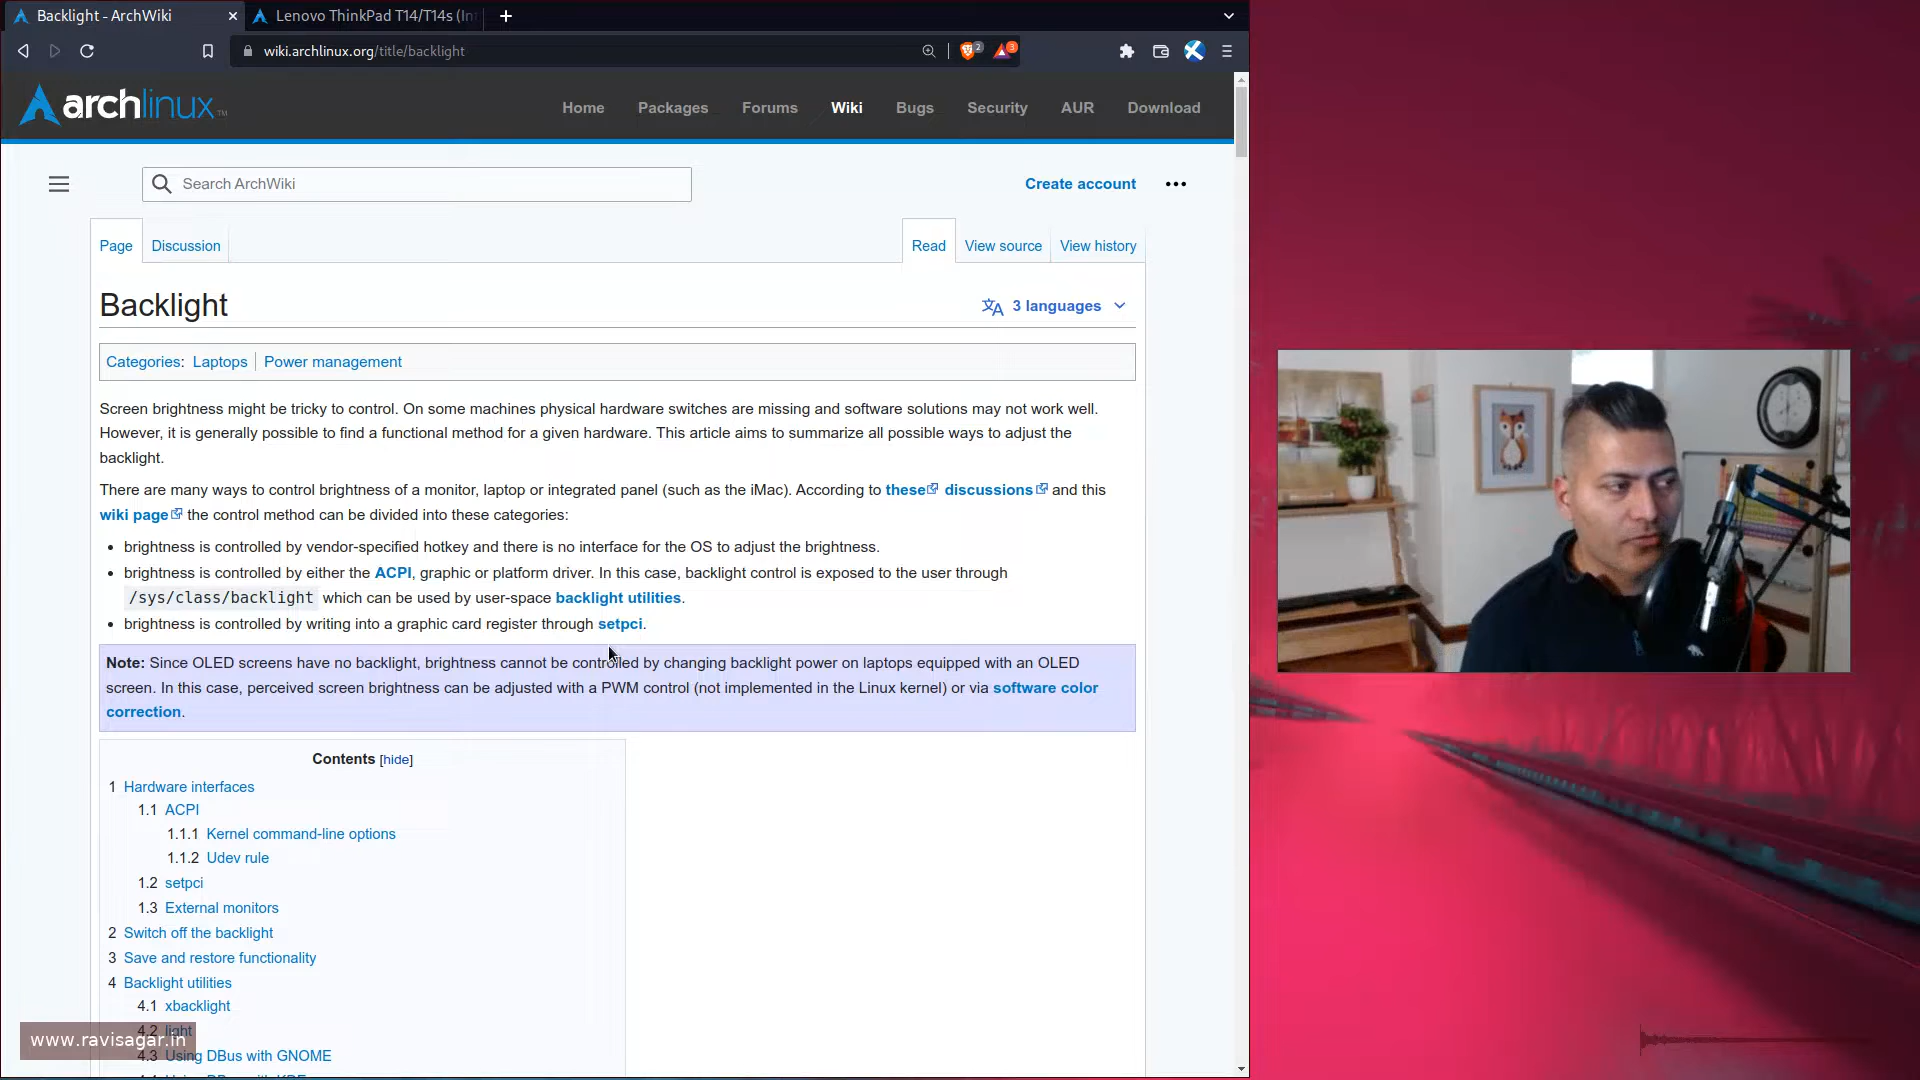 Backlight - ArchWiki
Lenovo ThinkPad T14/T14s (In
wiki.archlinux.org/title/backlight
2
3
archlinux™
Home
Packages
Forums
Wiki
Bugs
Security
AUR
Download
Search ArchWiki
Create account
Page
Discussion
Read
View source
View history
Backlight
3 languages
Categories: Laptops | Power management
Screen brightness might be tricky to control. On some machines physical hardware switches are missing and software solutions may not work well.
However, it is generally possible to find a functional method for a given hardware. This article aims to summarize all possible ways to adjust the
backlight.
There are many ways to control brightness of a monitor, laptop or integrated panel (such as the iMac). According to these discussions and this
wiki page the control method can be divided into these categories:
• brightness is controlled by vendor-specified hotkey and there is no interface for the OS to adjust the brightness.
• brightness is controlled by either the ACPI, graphic or platform driver. In this case, backlight control is exposed to the user through
/sys/class/backlight which can be used by user-space backlight utilities.
• brightness is controlled by writing into a graphic card register through setpci.
Note: Since OLED screens have no backlight, brightness cannot be controlled by changing backlight power on laptops equipped with an OLED
screen. In this case, perceived screen brightness can be adjusted with a PWM control (not implemented in the Linux kernel) or via software color
correction.
Contents [hide]
1 Hardware interfaces
1.1 ACPI
1.1.1 Kernel command-line options
1.1.2 Udev rule
1.2 setpci
1.3 External monitors
2 Switch off the backlight
3 Save and restore functionality
4 Backlight utilities
4.1 xbacklight
4.2 light
www.ravisagar.in
4.3 Using DBus with GNOME